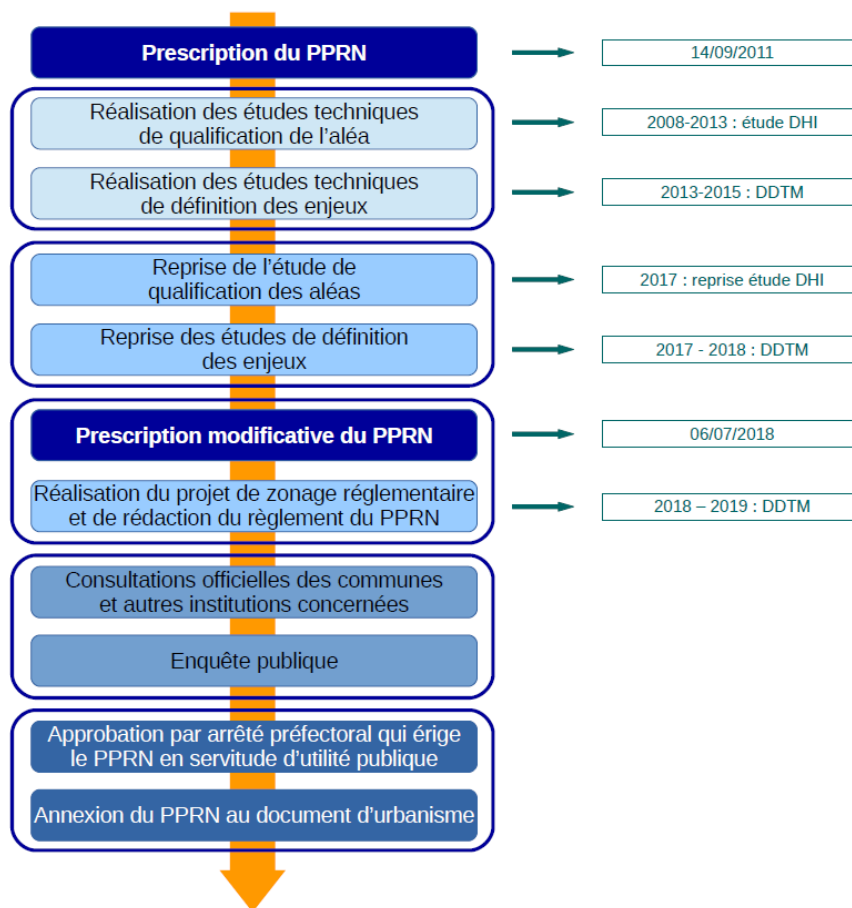 Prescription du PPRN
14/09/2011
Réalisation des études techniques
de qualification de l'aléa
2008-2013 : étude DHI
Réalisation des études techniques
de définition des enjeux
2013-2015 : DDTM
Reprise de l'étude de
qualification des aléas
2017 : reprise étude DHI
Reprise des études de définition
des enjeux
2017 - 2018 : DDTM
Prescription modificative du PPRN
06/07/2018
Réalisation du projet de zonage réglementaire
et de rédaction du règlement du PPRN
2018 – 2019 : DDTM
Consultations officielles des communes
et autres institutions concernées
Enquête publique
Approbation par arrêté préfectoral qui érige
le PPRN en servitude d'utilité publique
Annexion du PPRN au document d'urbanisme